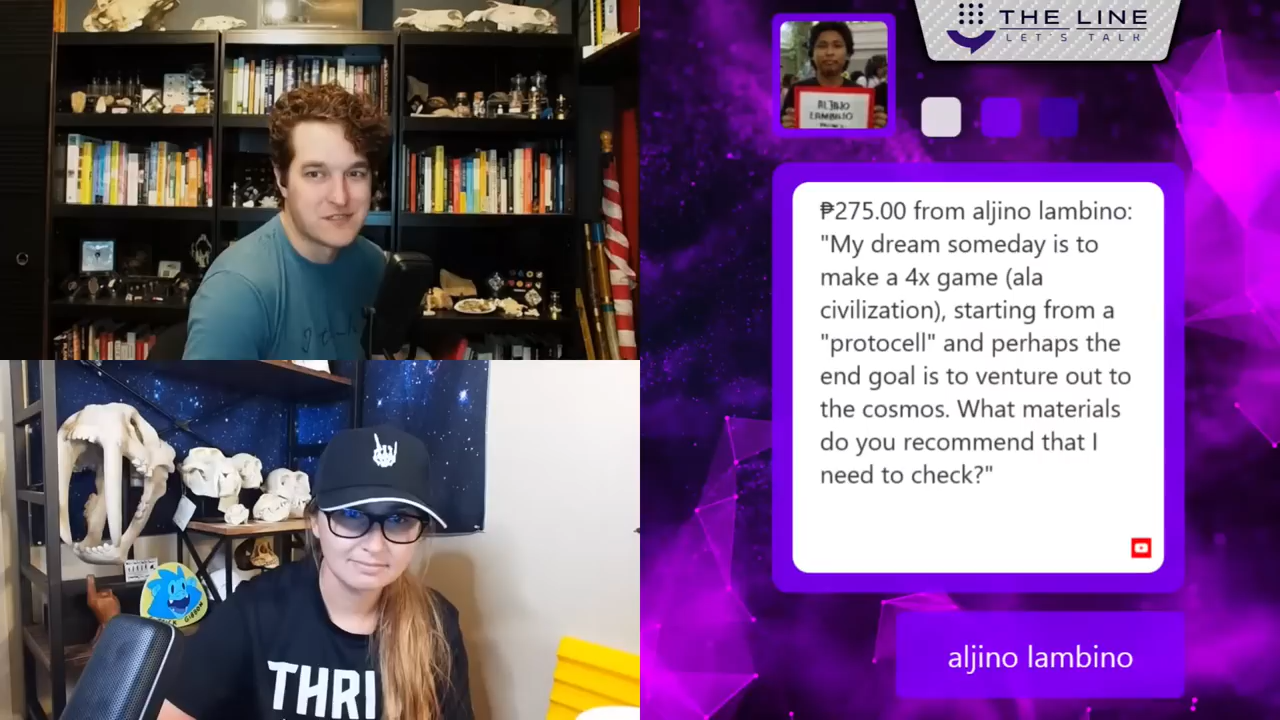 THE LINE
LET'S TALK
ALJINO
LAMBINO
₱275.00 from aljino lambino:
"My dream someday is to
make a 4x game (ala
civilization), starting from a
"protocell" and perhaps the
end goal is to venture out to
the cosmos. What materials
do you recommend that I
need to check?"
aljino lambino
THRI